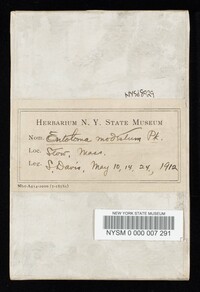 HERBARIUM N. Y. STATE MUSEUM
Nom. Entoloma modestum Pk.
Loc. Stow, Mass.
Leg. S. Davis, May 10, 14, 24, 1912
NEW YORK STATE MUSEUM
NYSM 0 000 007 291